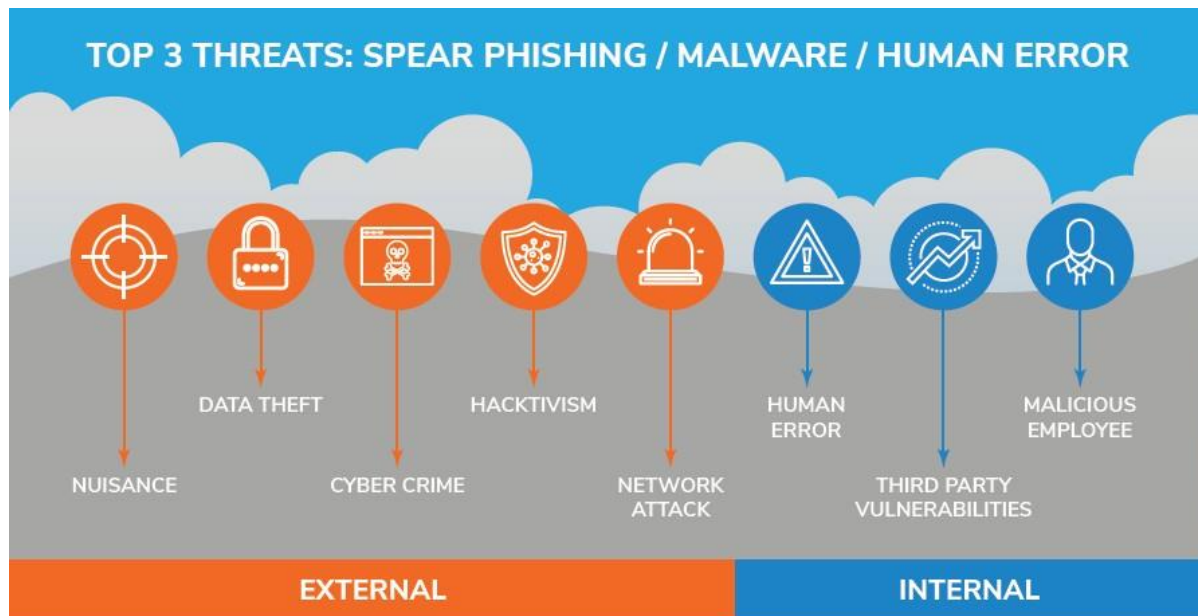 TOP 3 THREATS: SPEAR PHISHING / MALWARE / HUMAN ERROR
NUISANCE
DATA THEFT
CYBER CRIME
HACKTIVISM
NETWORK
ATTACK
HUMAN
ERROR
THIRD PARTY
VULNERABILITIES
MALICIOUS
EMPLOYEE
EXTERNAL
INTERNAL